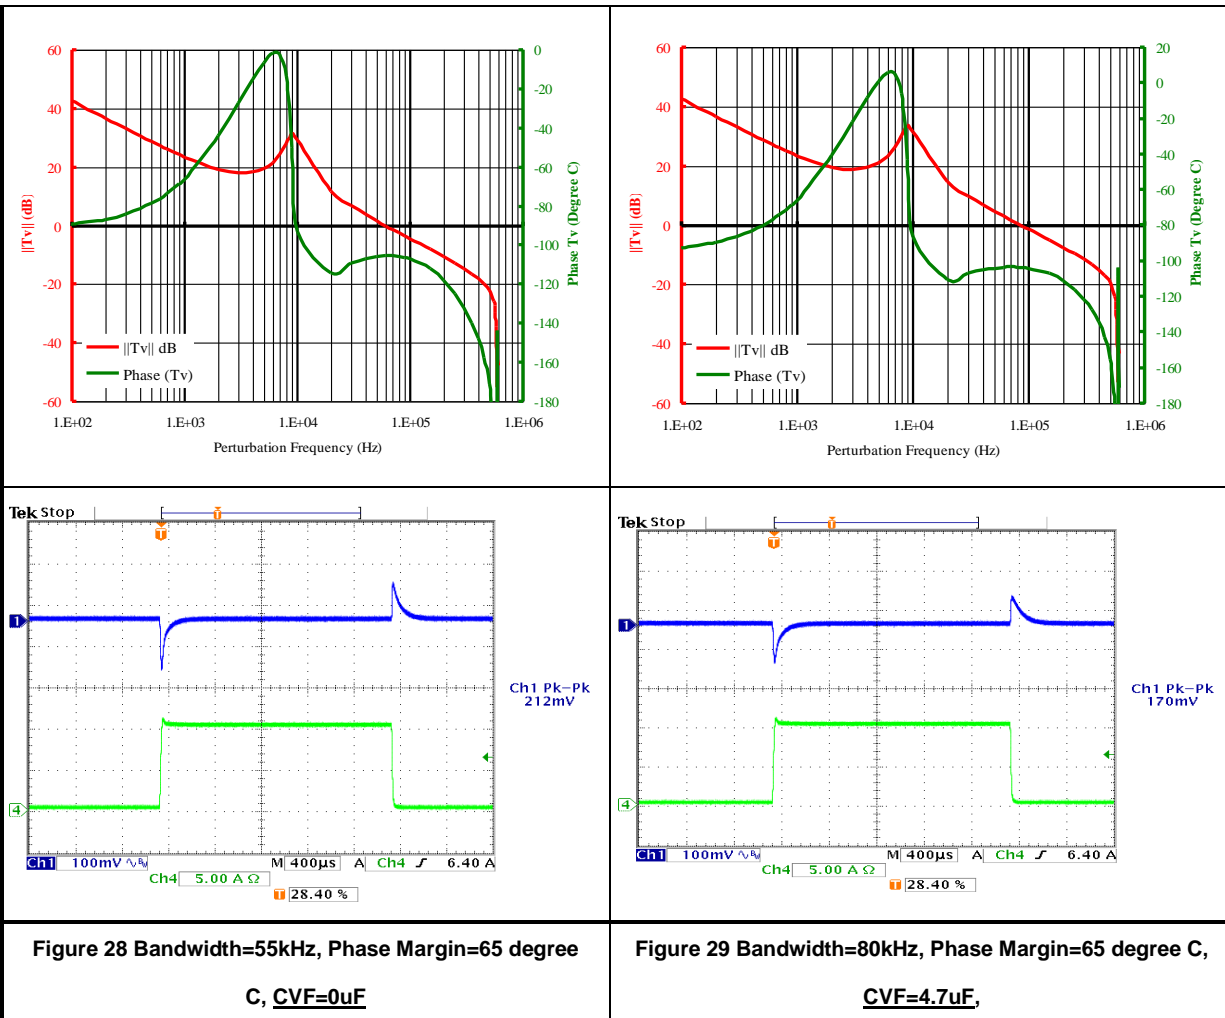 60
40
20
0
-20
-40
-60
||Tv|| (dB)
0
-20
-40
-60
-80
-100
-120
-140
-160
-180
Phase Tv (Degree C)
||Tv|| dB
Phase (Tv)
1.E+02 1.E+03 1.E+04 1.E+05 1.E+06
Perturbation Frequency (Hz)
60
40
20
0
-20
-40
-60
||Tv|| (dB)
20
0
-20
-40
-60
-80
-100
-120
-140
-160
-180
Phase Tv (Degree C)
||Tv|| dB
Phase (Tv)
1.E+02 1.E+03 1.E+04 1.E+05 1.E+06
Perturbation Frequency (Hz)
Tek Stop
T
T
1
Ch1 Pk-Pk
212mV
4
Ch1 100mV ∿ BW M 400µs A Ch4 ƒ 6.40 A
Ch4 5.00 A Ω
T 28.40 %
Tek Stop
T
T
1
Ch1 Pk-Pk
170mV
4
Ch1 100mV ∿ BW M 400µs A Ch4 ƒ 6.40 A
Ch4 5.00 A Ω
T 28.40 %
Figure 28 Bandwidth=55kHz, Phase Margin=65 degree
C, CVF=0uF
Figure 29 Bandwidth=80kHz, Phase Margin=65 degree C,
CVF=4.7uF,